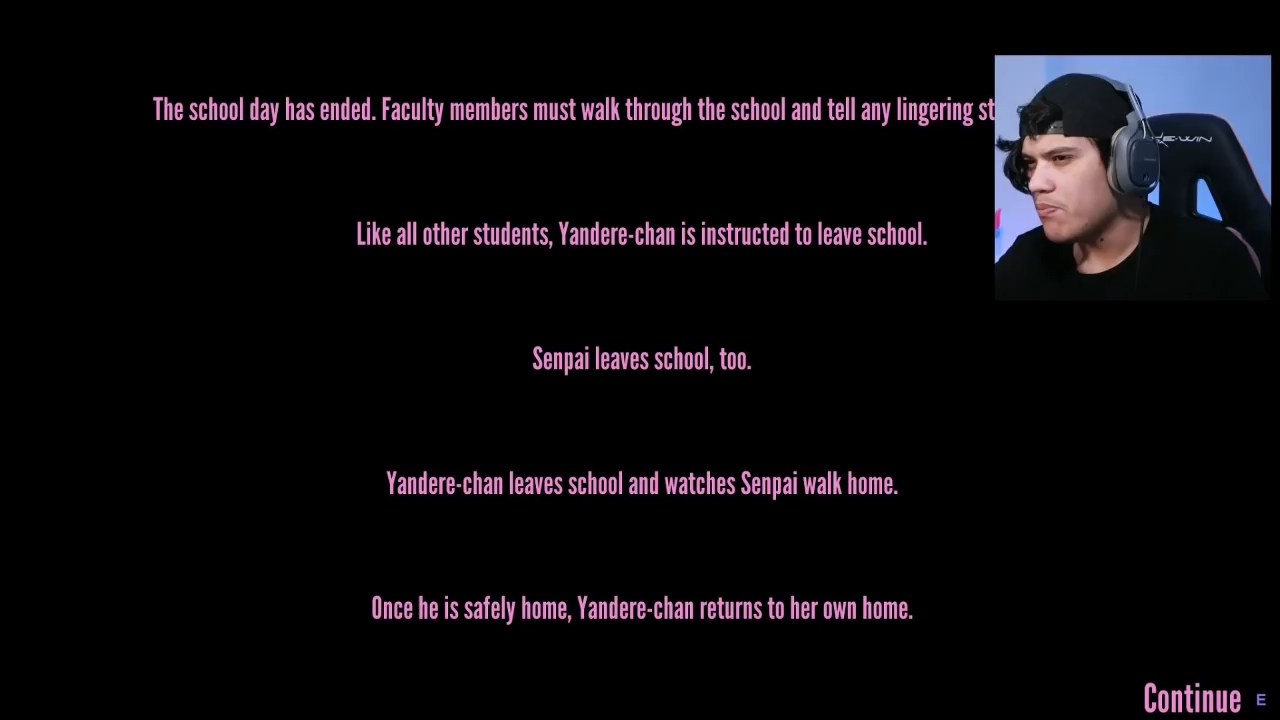 The school day has ended. Faculty members must walk through the school and tell any lingering
Like all other students, Yandere-chan is instructed to leave school.
Senpai leaves school, too.
Yandere-chan leaves school and watches Senpai walk home.
Once he is safely home, Yandere-chan returns to her own home.
Continue E